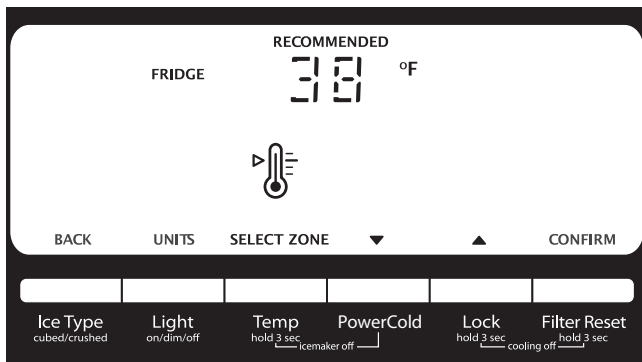 RECOMMENDED
FRIDGE 38 °F
BACK UNITS SELECT ZONE ▼ ▲ CONFIRM
Ice Type Light Temp PowerCold Lock Filter Reset
cubed/crushed on/dim/off hold 3 sec hold 3 sec hold 3 sec
icemaker off cooling off